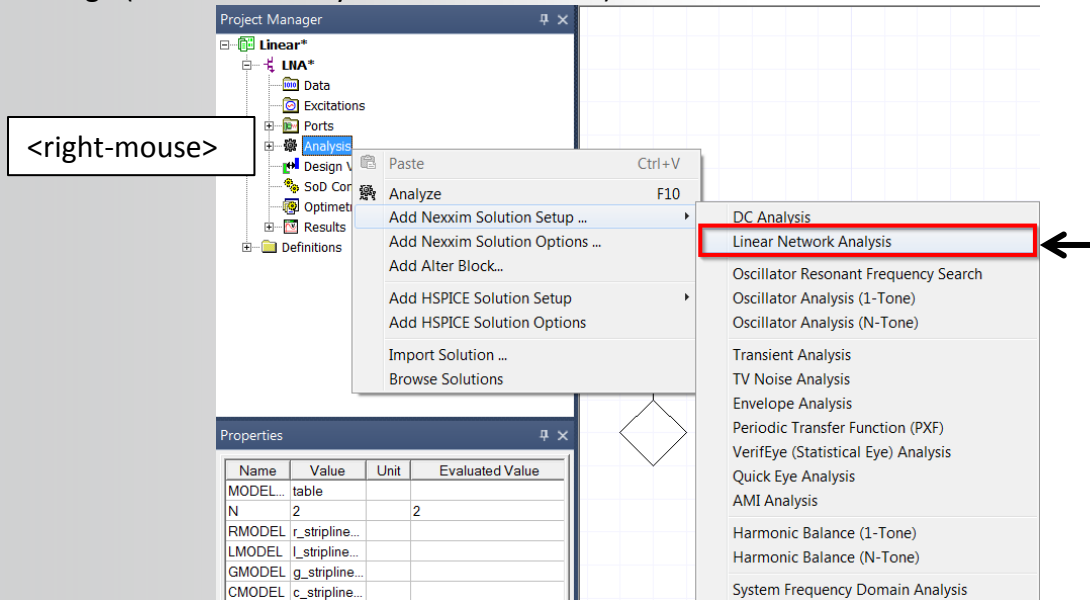 Project Manager
Linear*
LNA*
Data
Excitations
Ports
<right-mouse>
Analysis
Design V
SoD Cor
Optimet
Results
Definitions
Paste Ctrl+V
Analyze F10
Add Nexxim Solution Setup ...
Add Nexxim Solution Options ...
Add Alter Block...
Add HSPICE Solution Setup
Add HSPICE Solution Options
Import Solution ...
Browse Solutions
DC Analysis
Linear Network Analysis
Oscillator Resonant Frequency Search
Oscillator Analysis (1-Tone)
Oscillator Analysis (N-Tone)
Transient Analysis
TV Noise Analysis
Envelope Analysis
Periodic Transfer Function (PXF)
VerifEye (Statistical Eye) Analysis
Quick Eye Analysis
AMI Analysis
Harmonic Balance (1-Tone)
Harmonic Balance (N-Tone)
System Frequency Domain Analysis
Properties
Name Value Unit Evaluated Value
MODEL... table
N 2 2
RMODEL r_stripline...
LMODEL l_stripline...
GMODEL g_stripline...
CMODEL c_stripline...